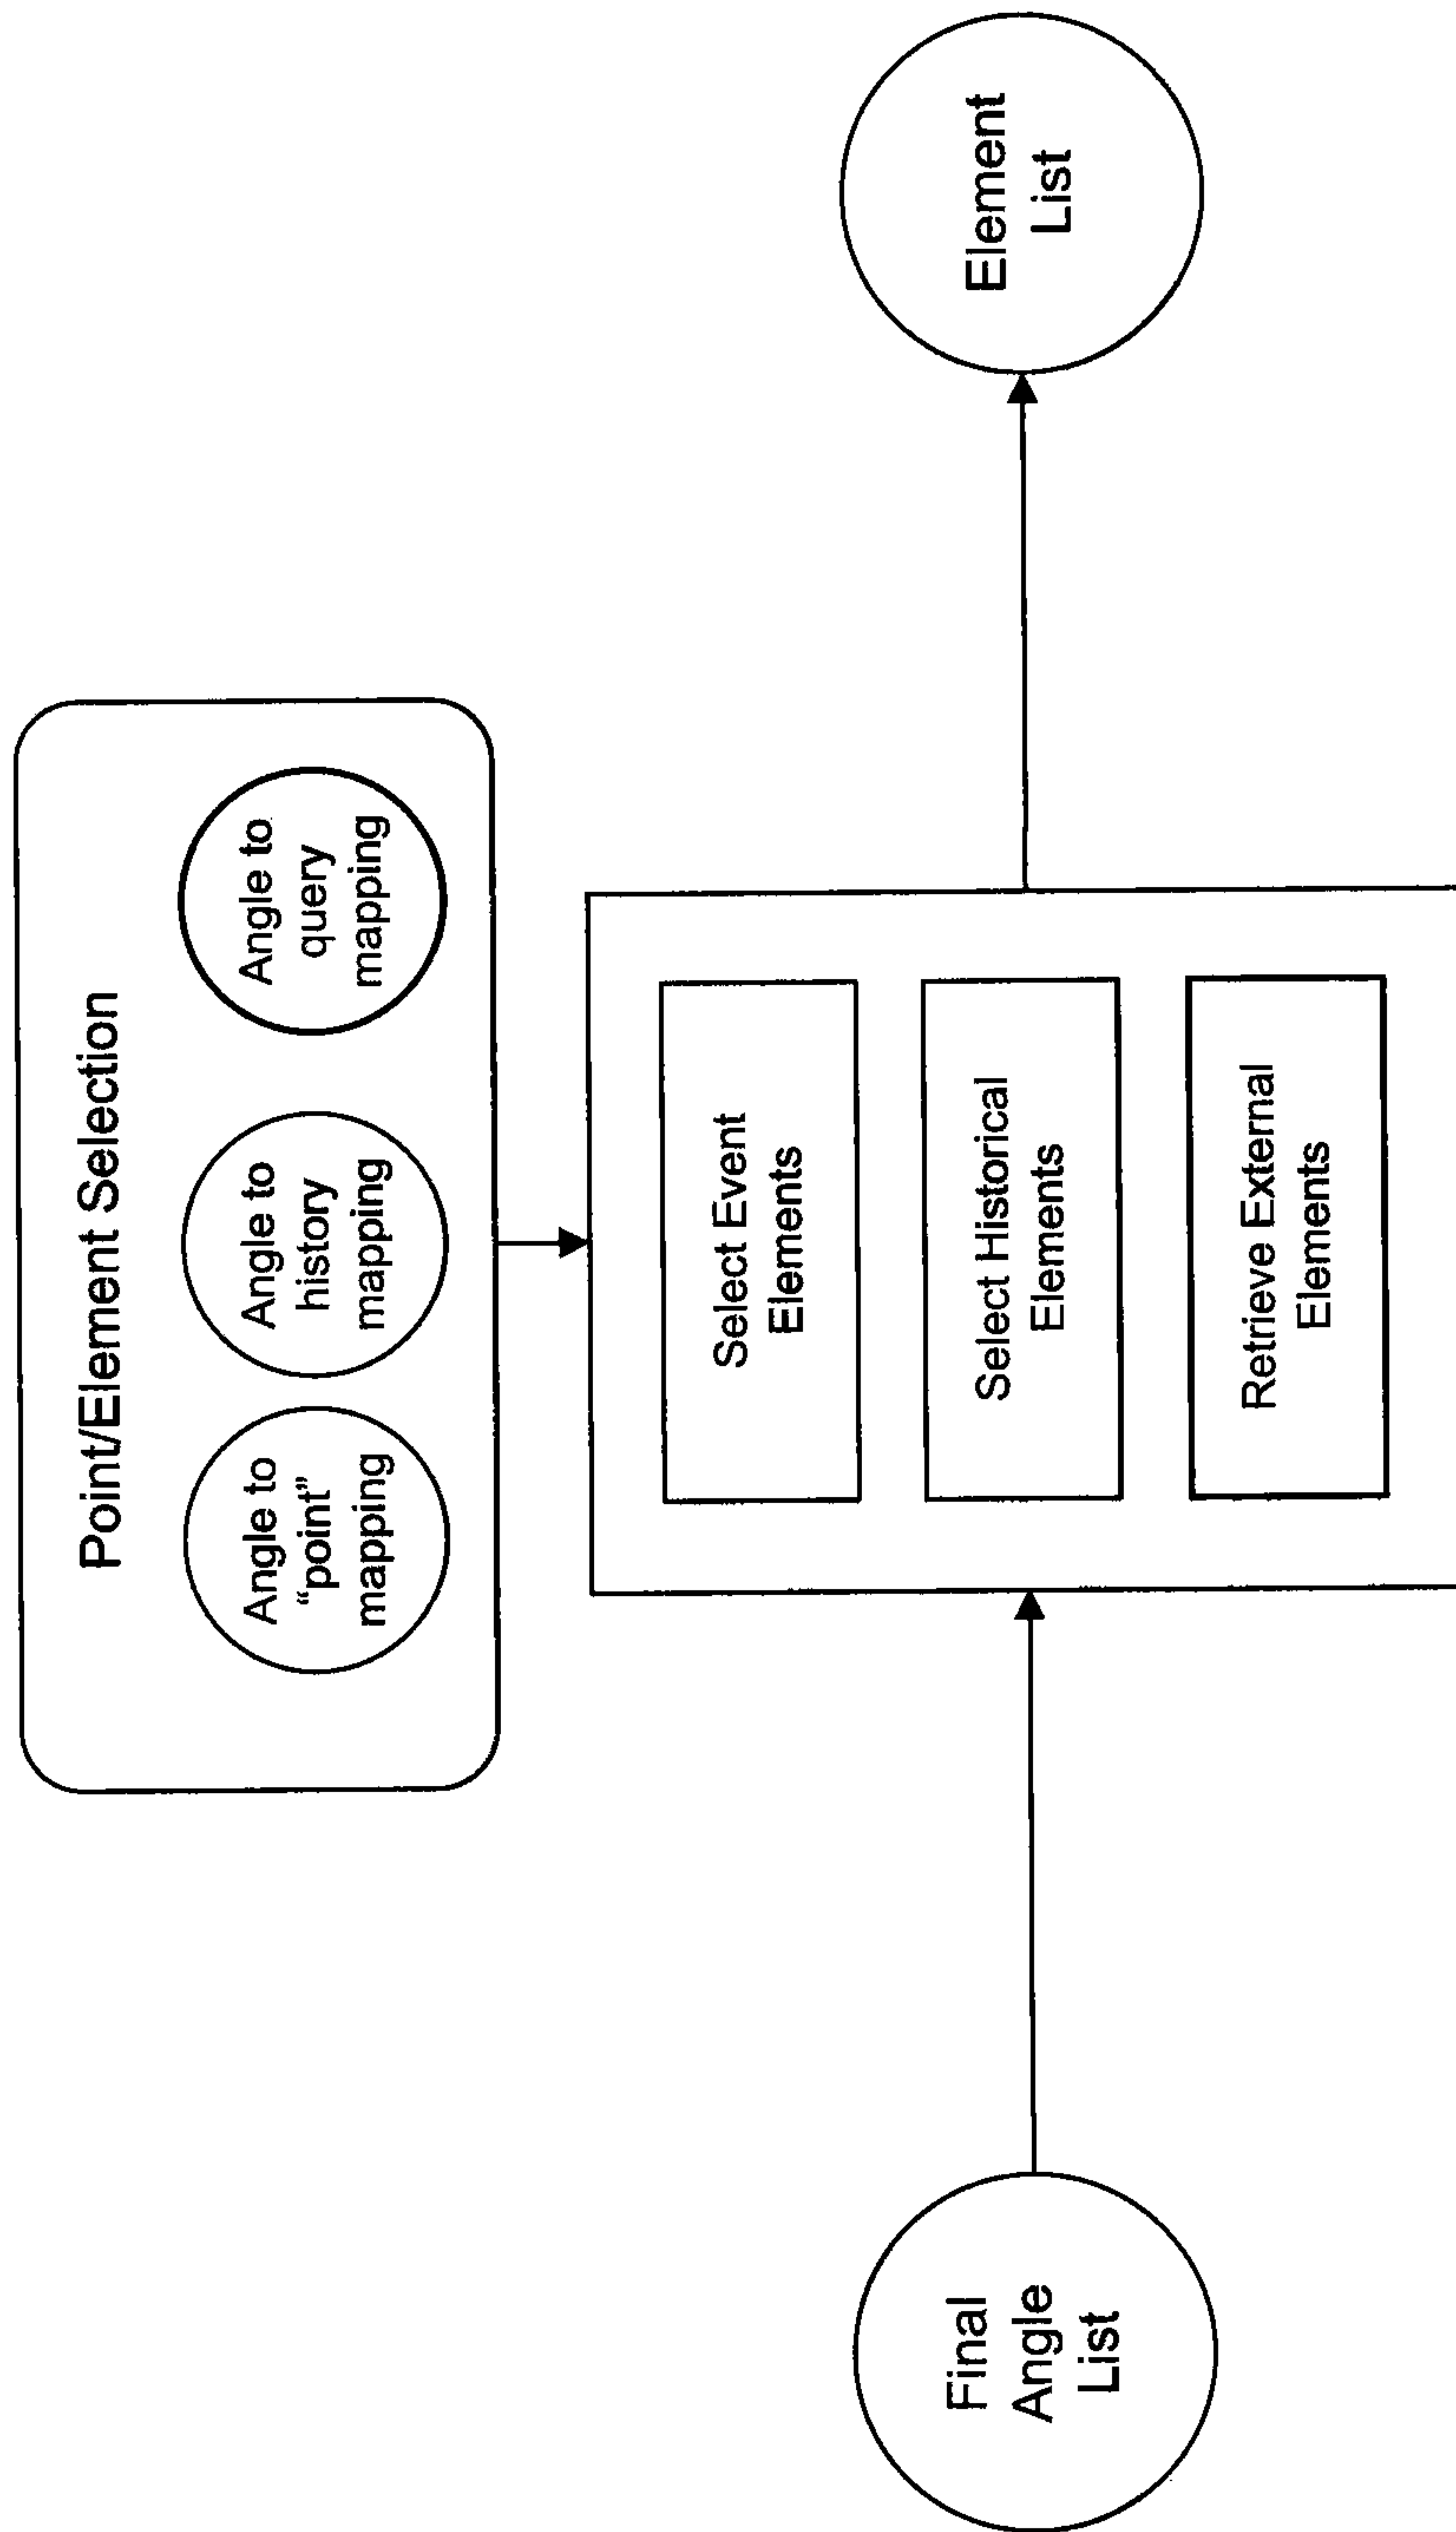 Point/Element Selection
Angle to
“point”
mapping
Angle to
history
mapping
Angle to
query
mapping
Final
Angle
List
Select Event
Elements
Select Historical
Elements
Retrieve External
Elements
Element
List